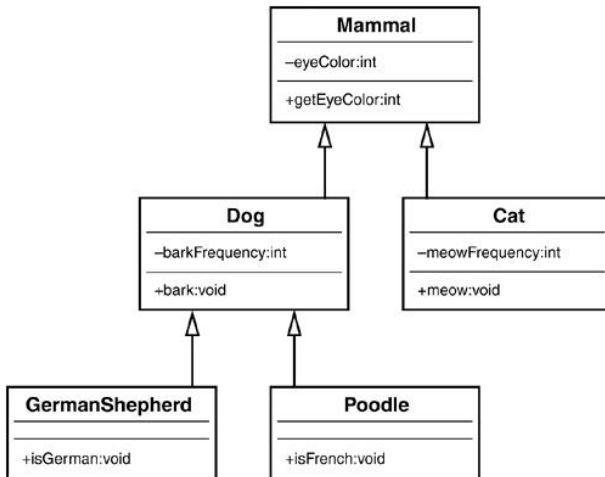 Mammal
–eyeColor:int
+getEyeColor:int
Dog
–barkFrequency:int
+bark:void
Cat
–meowFrequency:int
+meow:void
GermanShepherd
+isGerman:void
Poodle
+isFrench:void